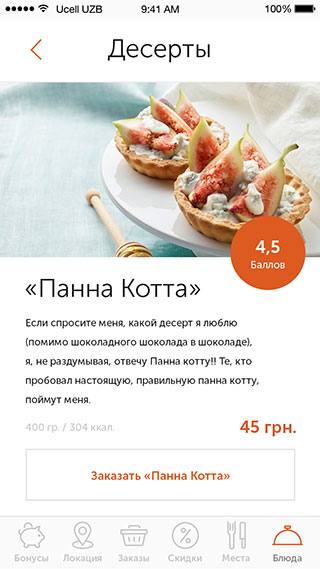 Ucell UZB
9:41 AM
100%
Десерты
4,5
Баллов
«Панна Котта»
Если спросите меня, какой десерт я люблю
(помимо шоколадного шоколада в шоколаде),
я, не раздумывая, отвечу Панна котту!! Те, кто
пробовал настоящую, правильную панна котту,
поймут меня.
400 гр. / 304 ккал.
45 грн.
Заказать «Панна Котта»
Бонусы
Локация
Заказы
Скидки
Места
Блюда